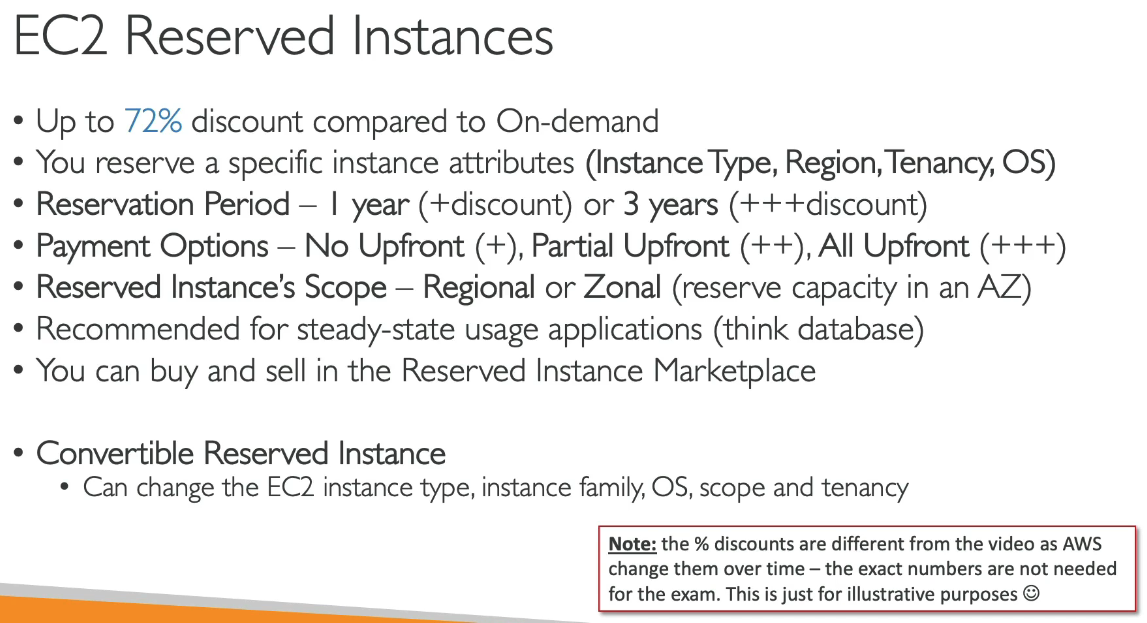 EC2 Reserved Instances
• Up to 72% discount compared to On-demand
• You reserve a specific instance attributes (Instance Type, Region, Tenancy, OS)
• Reservation Period – 1 year (+discount) or 3 years (+++discount)
• Payment Options – No Upfront (+), Partial Upfront (++), All Upfront (+++)
• Reserved Instance’s Scope – Regional or Zonal (reserve capacity in an AZ)
• Recommended for steady-state usage applications (think database)
• You can buy and sell in the Reserved Instance Marketplace
• Convertible Reserved Instance
• Can change the EC2 instance type, instance family, OS, scope and tenancy
Note: the % discounts are different from the video as AWS
change them over time – the exact numbers are not needed
for the exam. This is just for illustrative purposes ☺